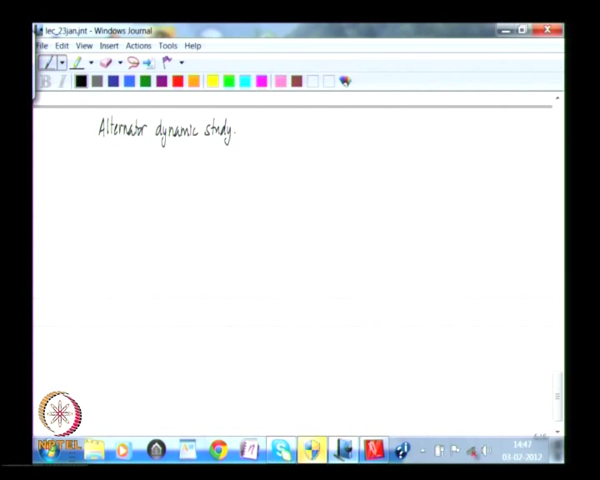 lec_23jan.jnt - Windows Journal
File Edit View Insert Actions Tools Help
B I
Alternator dynamic study.
NPTEL
14:47
03-07-2012